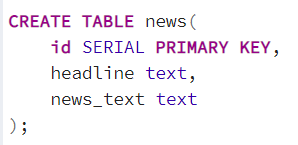 CREATE TABLE news(
    id SERIAL PRIMARY KEY,
    headline text,
    news_text text
);